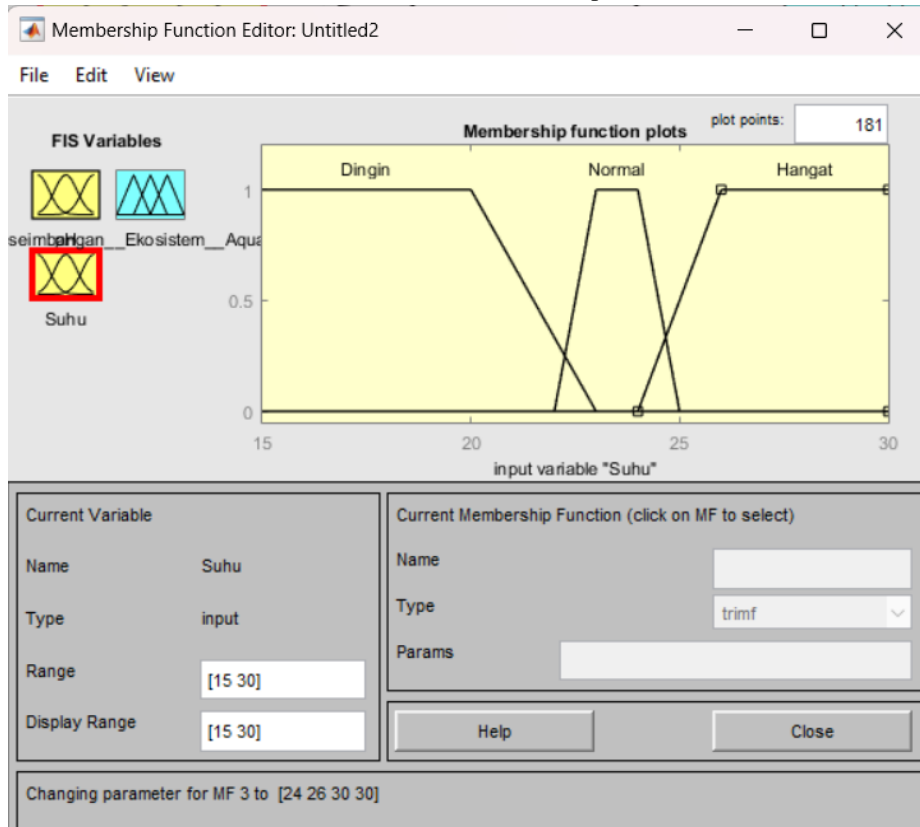 Membership Function Editor: Untitled2
File Edit View
FIS Variables
Membership function plots
plot points:
181
Dingin
Normal
Hangat
1
0.5
0
pH
seimbangan__Ekosistem__Aqua
Suhu
15
20
25
30
input variable "Suhu"
Current Variable
Name Suhu
Type input
Range [15 30]
Display Range [15 30]
Current Membership Function (click on MF to select)
Name
Type trimf
Params
Help
Close
Changing parameter for MF 3 to [24 26 30 30]